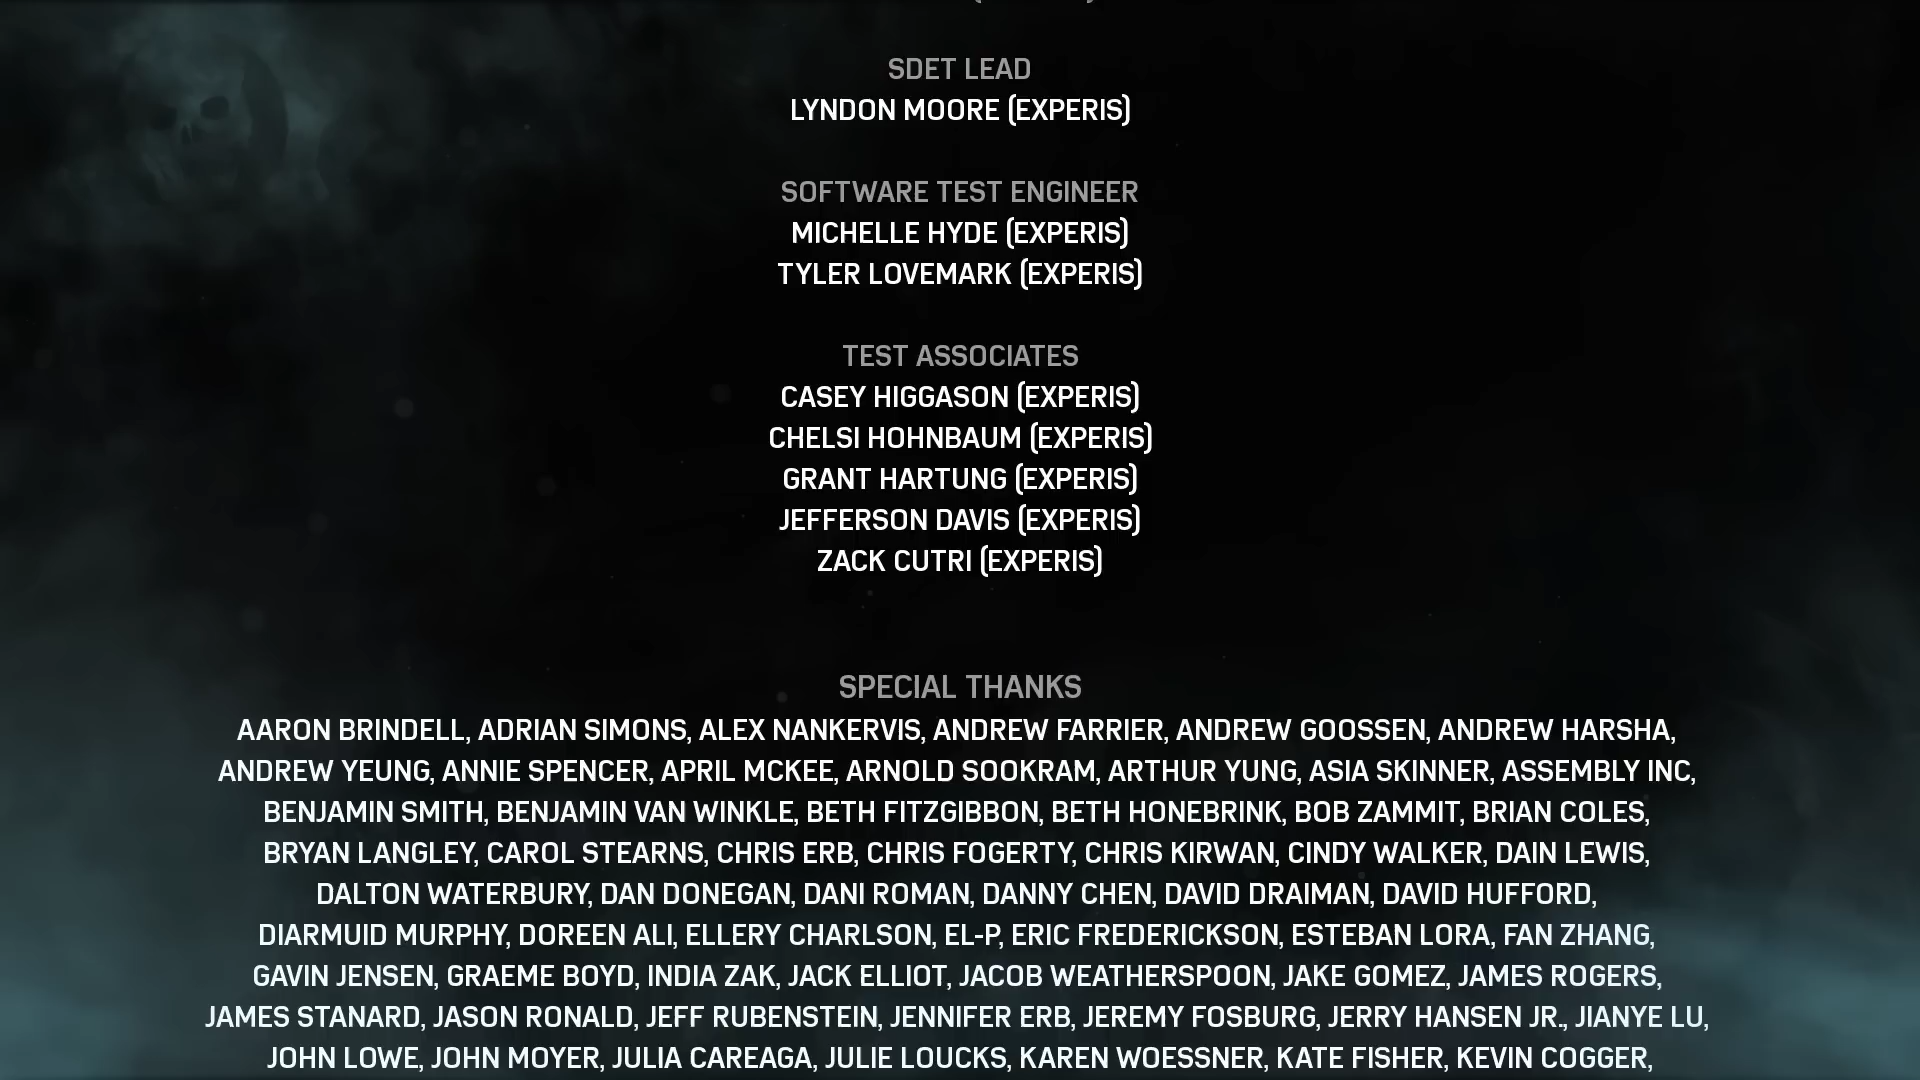 SDET LEAD
LYNDON MOORE (EXPERIS)
SOFTWARE TEST ENGINEER
MICHELLE HYDE (EXPERIS)
TYLER LOVEMARK (EXPERIS)
TEST ASSOCIATES
CASEY HIGGASON (EXPERIS)
CHELSI HOHNBAUM (EXPERIS)
GRANT HARTUNG (EXPERIS)
JEFFERSON DAVIS (EXPERIS)
ZACK CUTRI (EXPERIS)
SPECIAL THANKS
AARON BRINDELL, ADRIAN SIMONS, ALEX NANKERVIS, ANDREW FARRIER, ANDREW GOOSSEN, ANDREW HARSHA,
ANDREW YEUNG, ANNIE SPENCER, APRIL MCKEE, ARNOLD SOOKRAM, ARTHUR YUNG, ASIA SKINNER, ASSEMBLY INC,
BENJAMIN SMITH, BENJAMIN VAN WINKLE, BETH FITZGIBBON, BETH HONEBRINK, BOB ZAMMIT, BRIAN COLES,
BRYAN LANGLEY, CAROL STEARNS, CHRIS ERB, CHRIS FOGERTY, CHRIS KIRWAN, CINDY WALKER, DAIN LEWIS,
DALTON WATERBURY, DAN DONEGAN, DANI ROMAN, DANNY CHEN, DAVID DRAIMAN, DAVID HUFFORD,
DIARMUID MURPHY, DOREEN ALI, ELLERY CHARLSON, EL-P, ERIC FREDERICKSON, ESTEBAN LORA, FAN ZHANG,
GAVIN JENSEN, GRAEME BOYD, INDIA ZAK, JACK ELLIOT, JACOB WEATHERSPOON, JAKE GOMEZ, JAMES ROGERS,
JAMES STANARD, JASON RONALD, JEFF RUBENSTEIN, JENNIFER ERB, JEREMY FOSBURG, JERRY HANSEN JR., JIANYE LU,
JOHN LOWE, JOHN MOYER, JULIA CAREAGA, JULIE LOUCKS, KAREN WOESSNER, KATE FISHER, KEVIN COGGER,